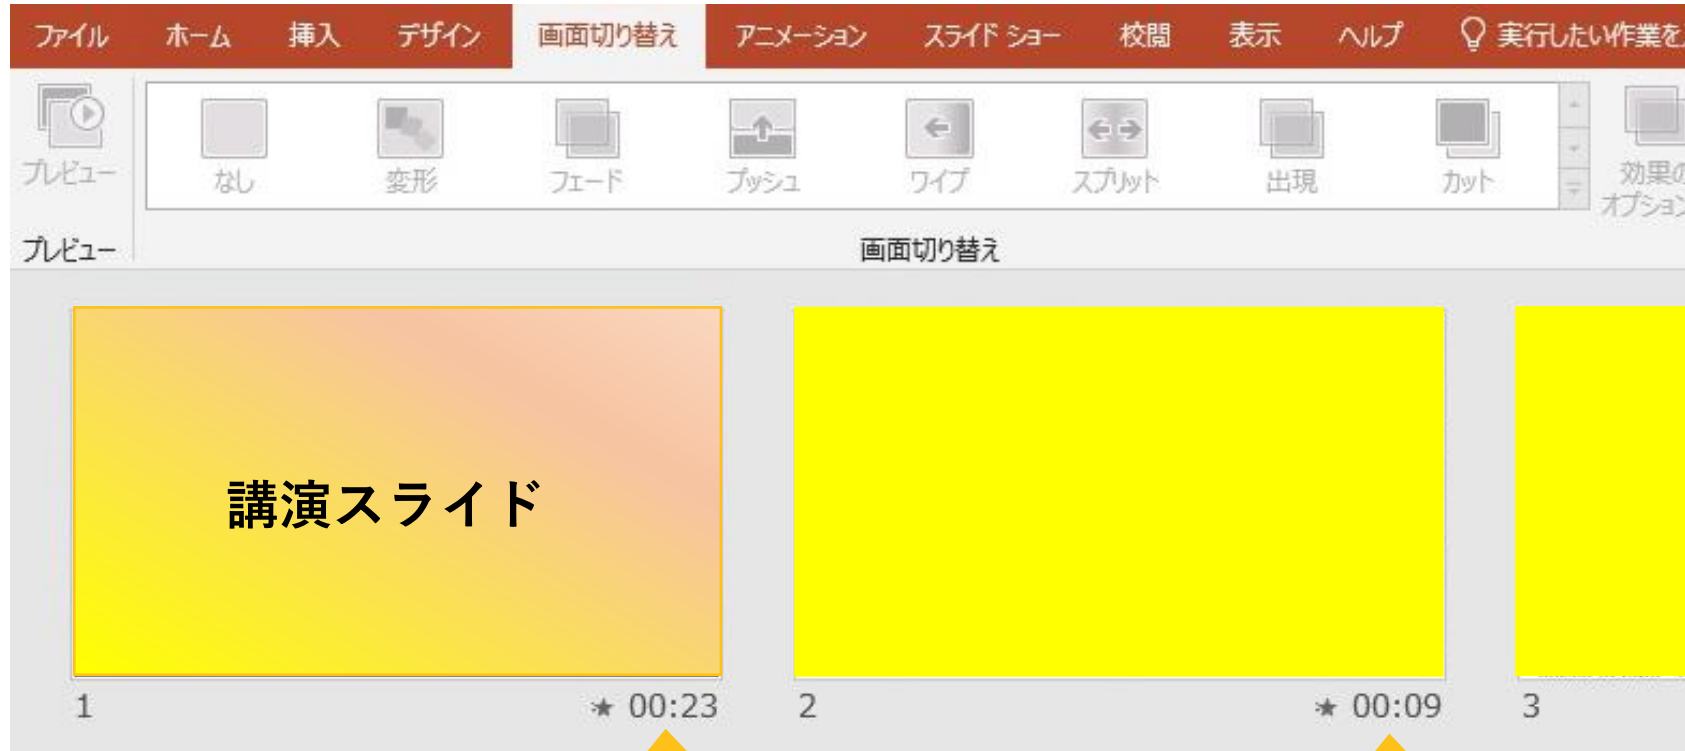 ファイル ホーム 挿入 デザイン 画面切り替え アニメーション スライド ショー 校閲 表示 ヘルプ 実行したい作業を
プレビュー なし 変形 フェード プッシュ ワイプ スプリット 出現 カット 効果の
オプション
プレビュー 画面切り替え
講演スライド
1 00:23 2 00:09 3